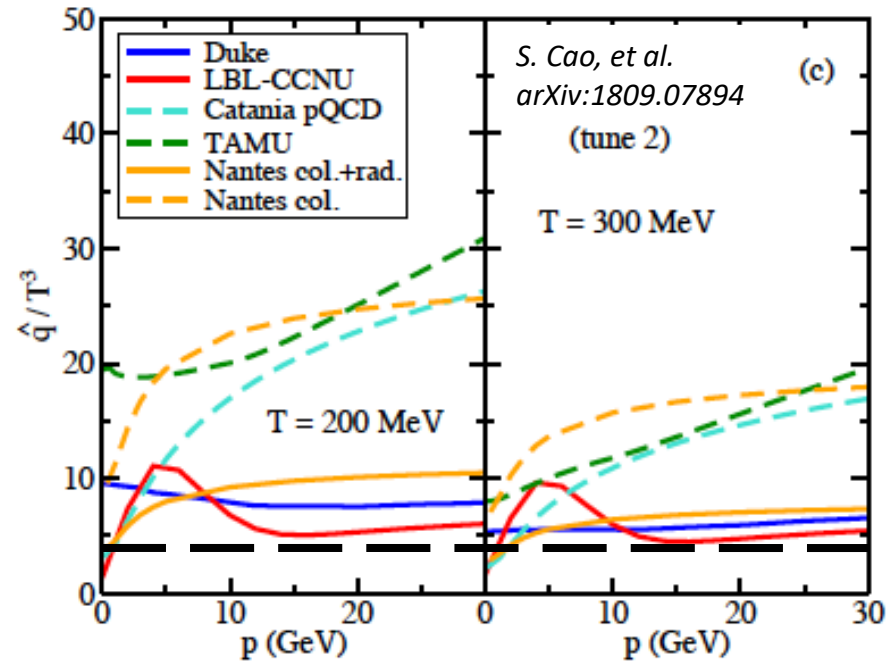 50
40
30
20
10
0
q̂ / T³
Duke
LBL-CCNU
Catania pQCD
TAMU
Nantes col.+rad.
Nantes col.
T = 200 MeV
0
10
20
p (GeV)
S. Cao, et al.
arXiv:1809.07894
(c)
(tune 2)
T = 300 MeV
0
10
20
30
p (GeV)